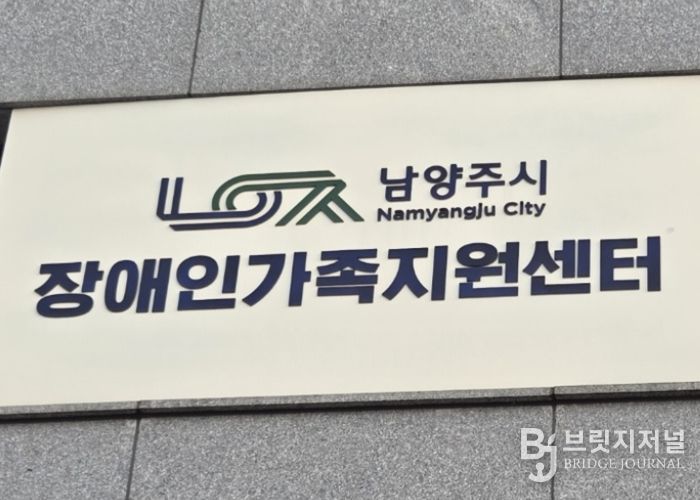 남양주시
Namyangju City
장애인가족지원센터
BJ 브릿지저널
BRIDGE JOURNAL